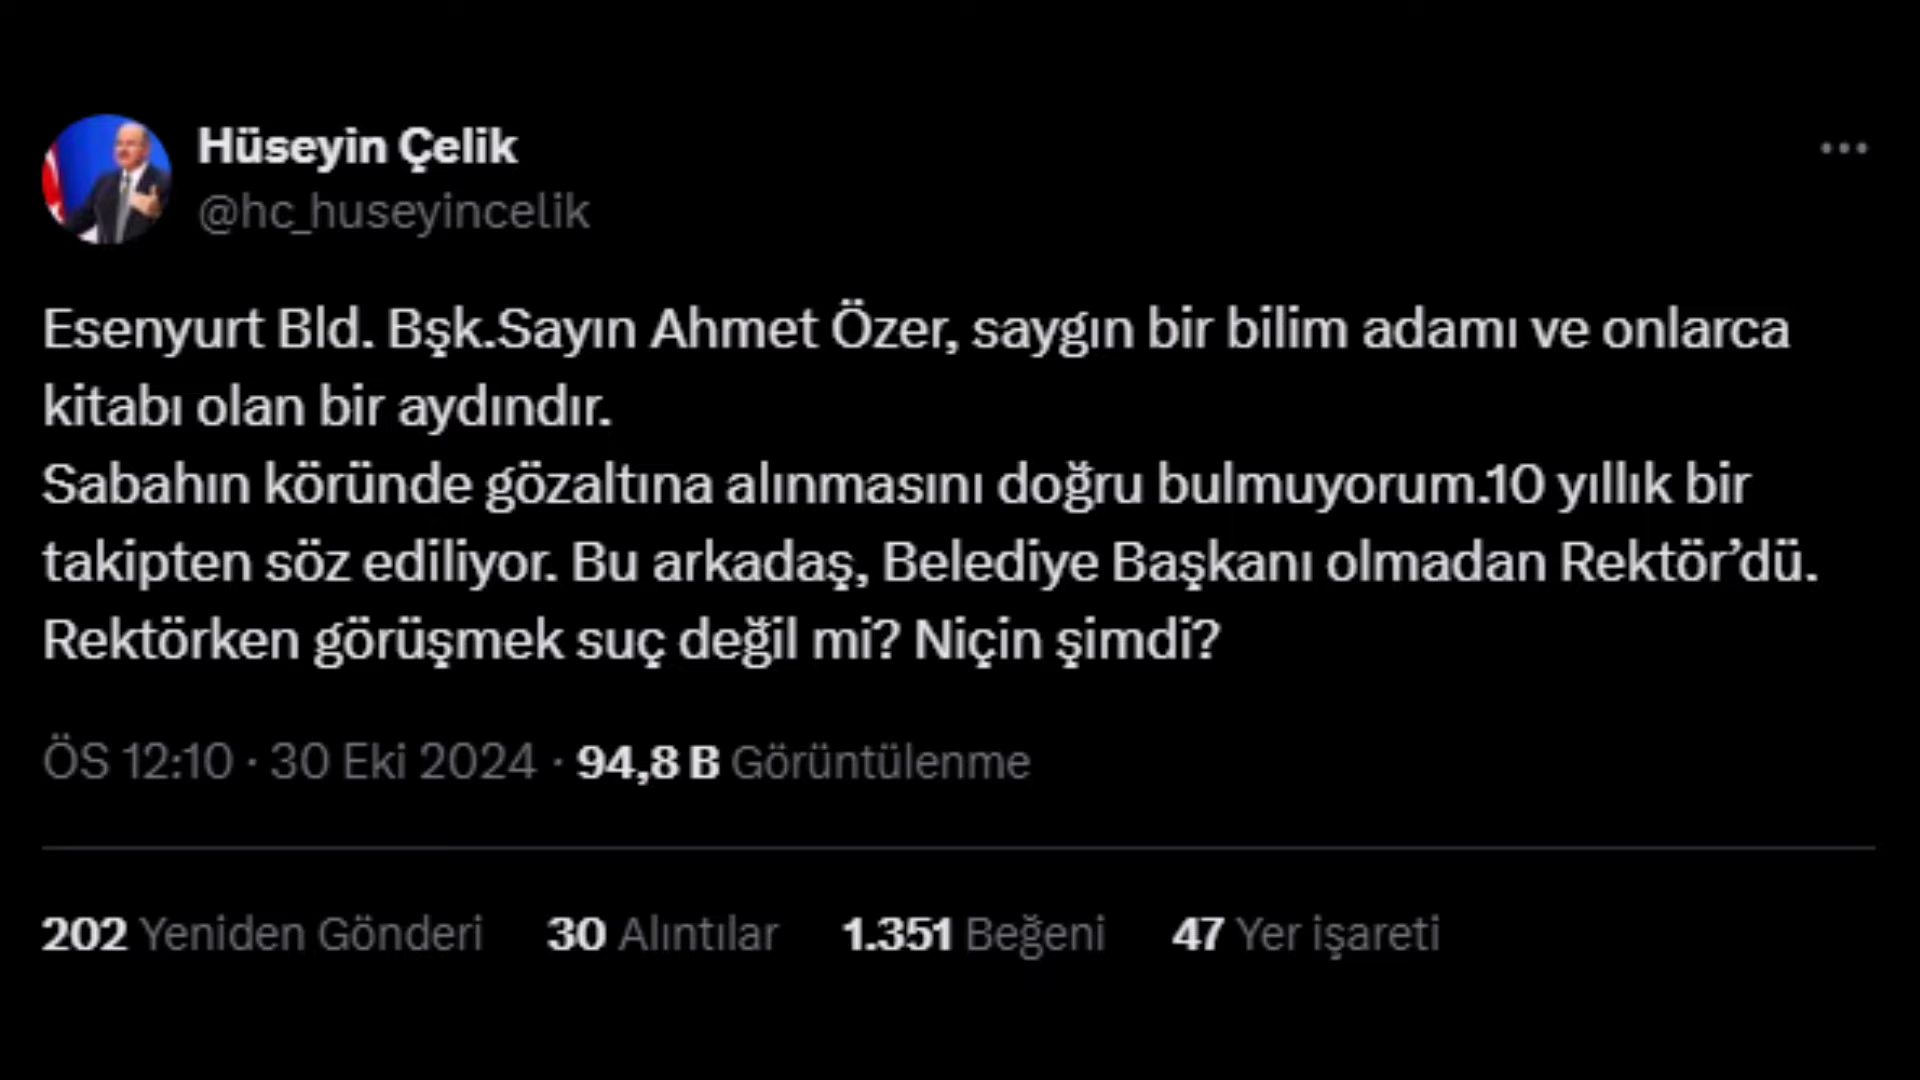 Hüseyin Çelik
@hc_huseyincelik
Esenyurt Bld. Bşk.Sayın Ahmet Özer, saygın bir bilim adamı ve onlarca
kitabı olan bir aydındır.
Sabahın köründe gözaltına alınmasını doğru bulmuyorum.10 yıllık bir
takipten söz ediliyor. Bu arkadaş, Belediye Başkanı olmadan Rektör’dü.
Rektörken görüşmek suç değil mi? Niçin şimdi?
ÖS 12:10 · 30 Eki 2024 · 94,8 B Görüntülenme
202 Yeniden Gönderi 30 Alıntılar 1.351 Beğeni 47 Yer işareti